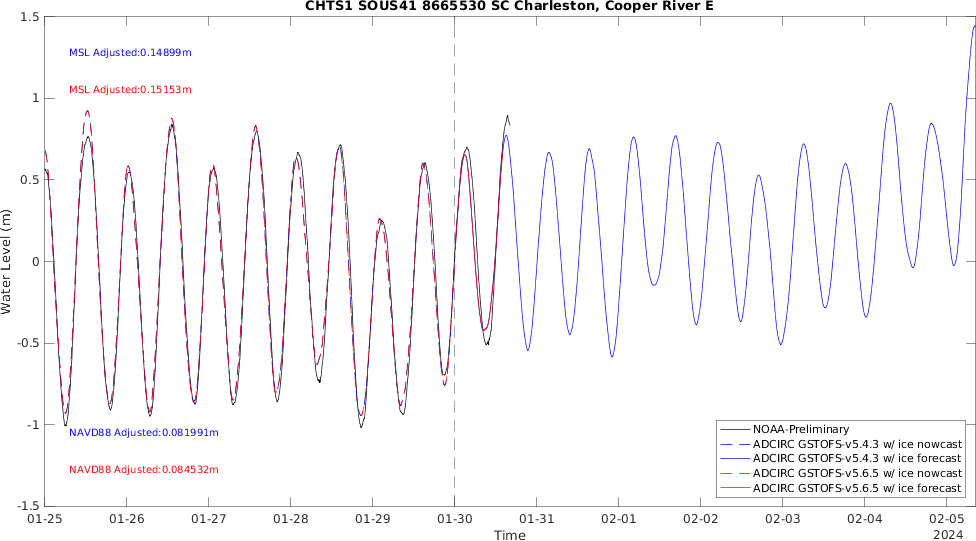 CHTS1 SOUS41 8665530 SC Charleston, Cooper River E
1.5
1
0.5
0
-0.5
-1
-1.5
Water Level (m)
MSL Adjusted:0.14899m
MSL Adjusted:0.15153m
NAVD88 Adjusted:0.081991m
NAVD88 Adjusted:0.084532m
NOAA-Preliminary
ADCIRC GSTOFS-v5.4.3 w/ ice nowcast
ADCIRC GSTOFS-v5.4.3 w/ ice forecast
ADCIRC GSTOFS-v5.6.5 w/ ice nowcast
ADCIRC GSTOFS-v5.6.5 w/ ice forecast
01-25 01-26 01-27 01-28 01-29 01-30 01-31 02-01 02-02 02-03 02-04 02-05
Time
2024